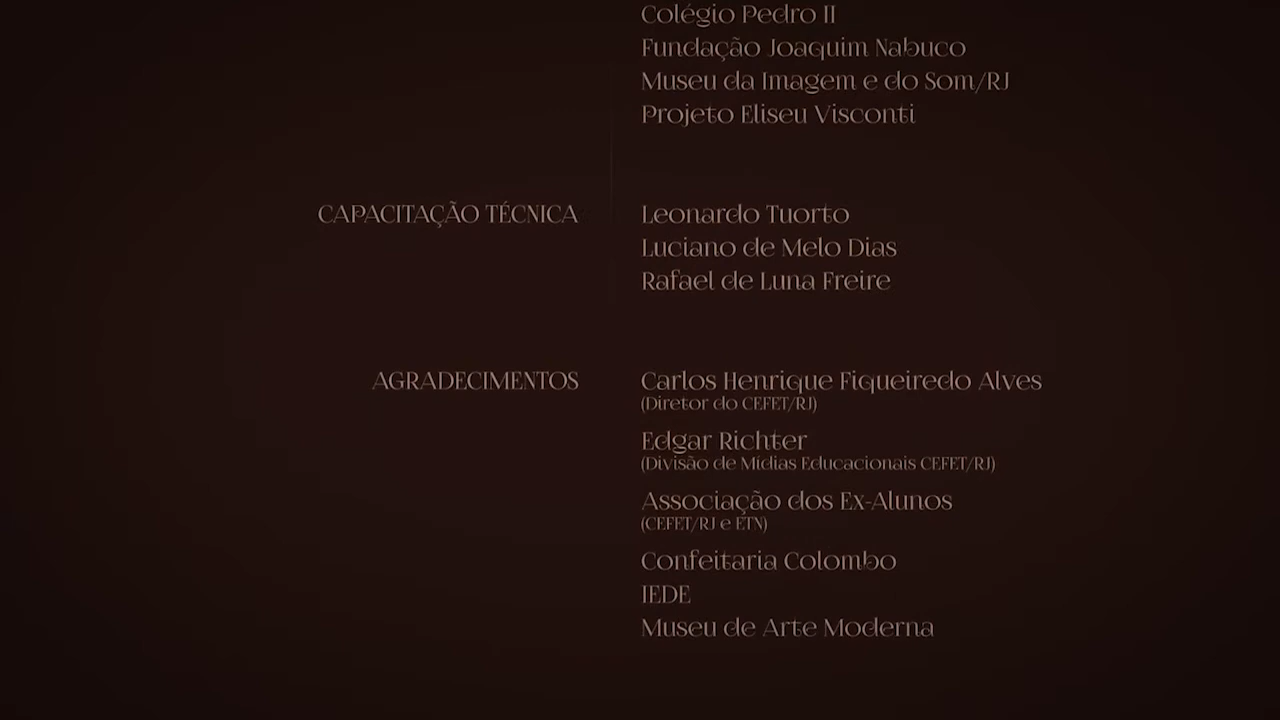 Colégio Pedro II
Fundação Joaquim Nabuco
Museu da Imagem e do Som/RJ
Projeto Eliseu Visconti
CAPACITAÇÃO TÉCNICA
Leonardo Tuorto
Luciano de Melo Dias
Rafael de Luna Freire
AGRADECIMENTOS
Carlos Henrique Figueiredo Alves
(Diretor do CEFET/RJ)
Edgar Richter
(Divisão de Mídias Educacionais CEFET/RJ)
Associação dos Ex-Alunos
(CEFET/RJ e ETN)
Confeitaria Colombo
IEDE
Museu de Arte Moderna